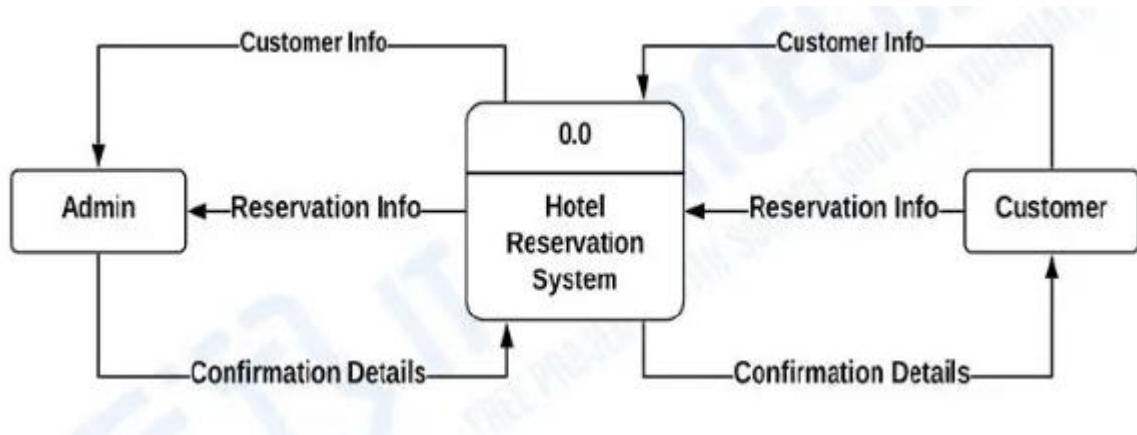 Customer Info
Customer Info
0.0
Admin
Reservation Info
Hotel
Reservation
System
Reservation Info
Customer
Confirmation Details
Confirmation Details